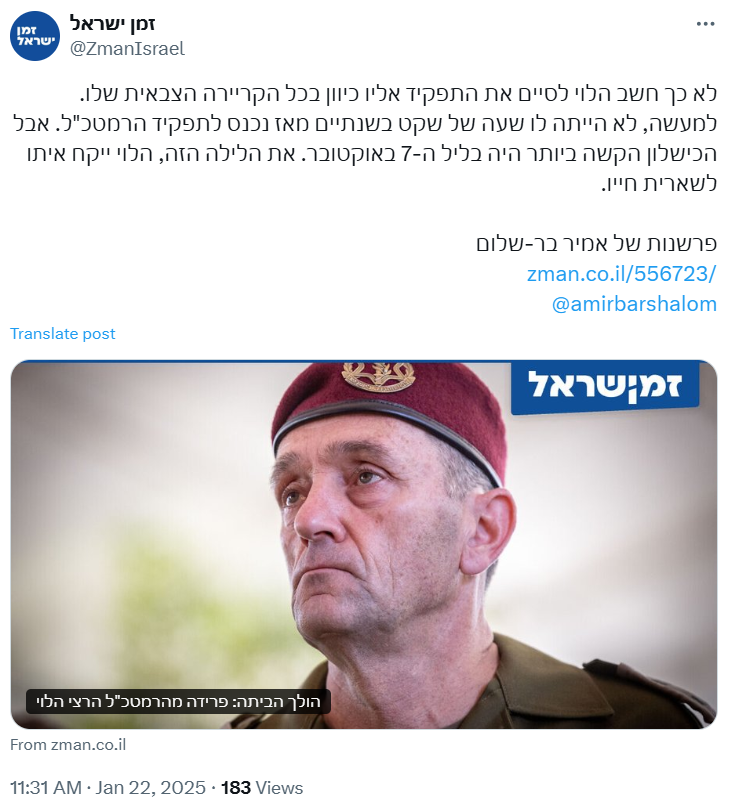 זמן ישראל
זמן ישראל
@ZmanIsrael
לא כך חשב הלוי לסיים את התפקיד אליו כיוון בכל הקריירה הצבאית שלו.
למעשה, לא הייתה לו שעה של שקט בשנתיים מאז נכנס לתפקיד הרמטכ"ל. אבל
הכישלון הקשה ביותר היה בליל ה-7 באוקטובר. את הלילה הזה, הלוי ייקח איתו
לשארית חייו.
פרשנות של אמיר בר-שלום
zman.co.il/556723/
@amirbarshalom
Translate post
זמן ישראל
הולך הביתה: פרידה מהרמטכ"ל הרצי הלוי
From zman.co.il
11:31 AM · Jan 22, 2025 · 183 Views